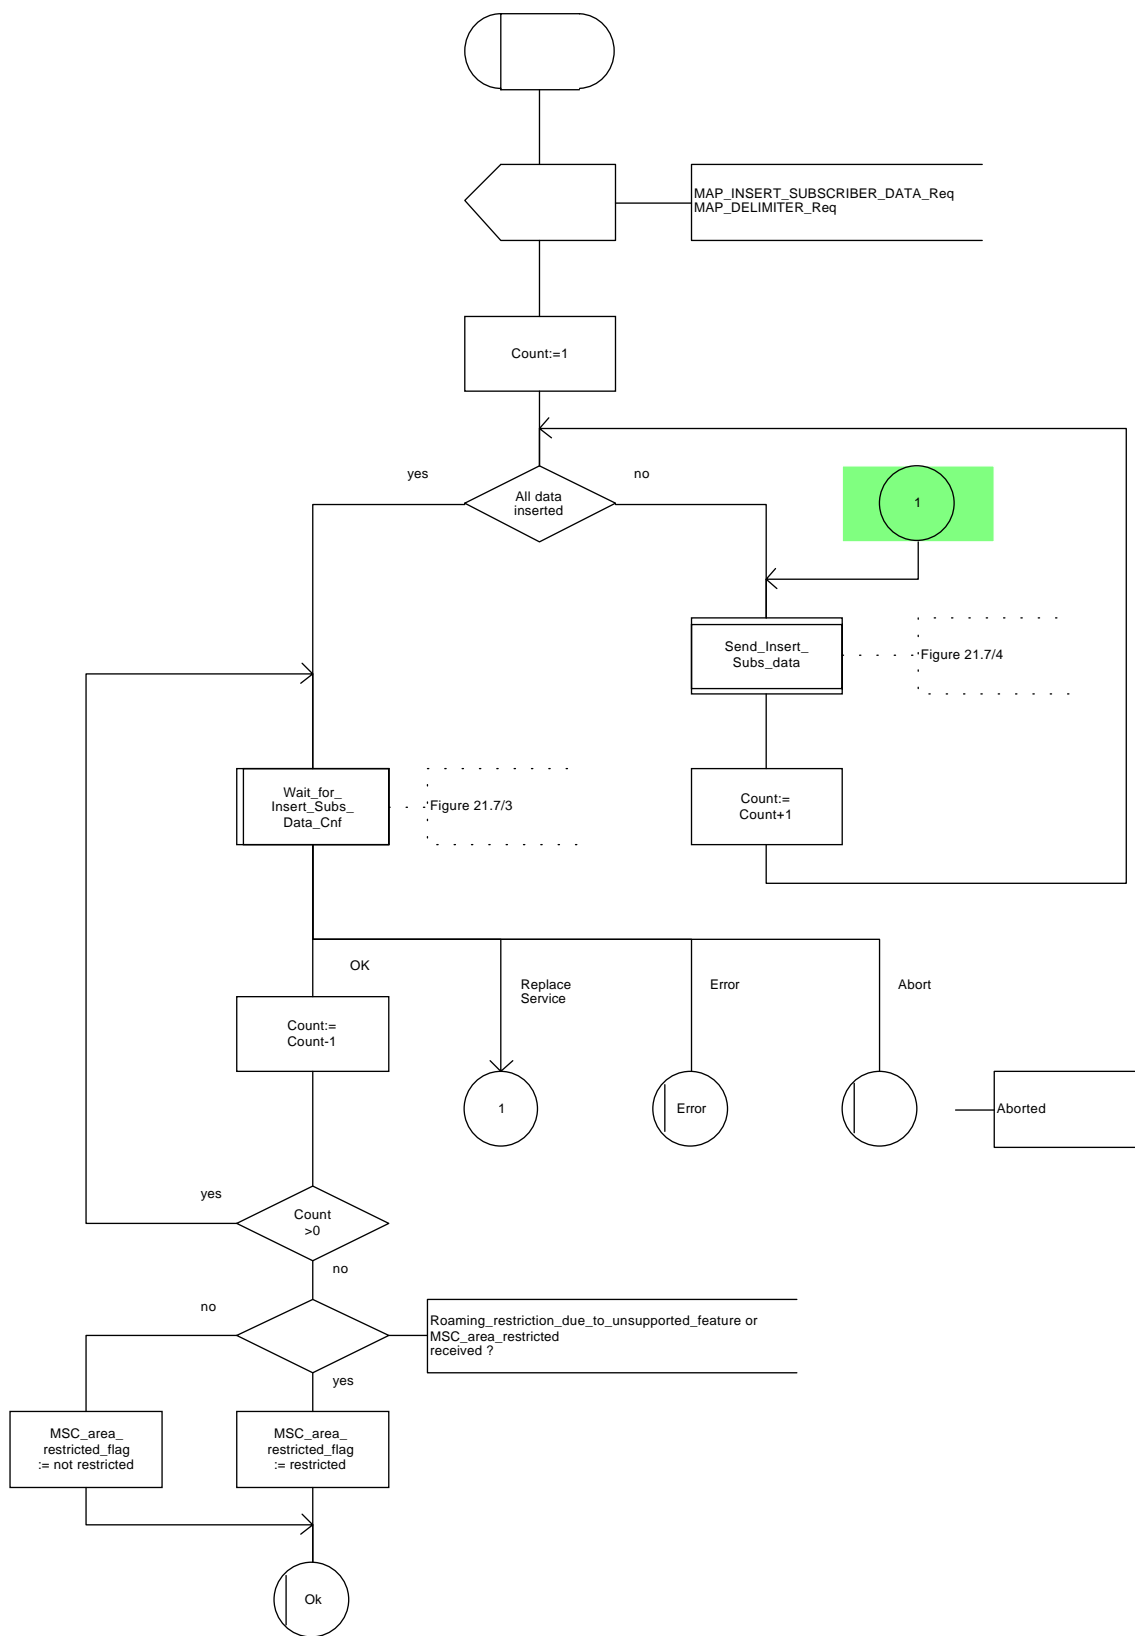 MAP_INSERT_SUBSCRIBER_DATA_Req
MAP_DELIMITER_Req
Count:=1
yes
no
All data
inserted
1
Send_Insert_
Subs_data
Figure 21.7/4
Wait_for_
Insert_Subs_
Data_Cnf
Figure 21.7/3
Count:=
Count+1
OK
Replace
Service
Error
Abort
Count:=
Count-1
1
Error
Aborted
yes
Count
>0
no
no
Roaming_restriction_due_to_unsupported_feature or
MSC_area_restricted
received ?
yes
MSC_area_
restricted_flag
:= not restricted
MSC_area_
restricted_flag
:= restricted
Ok